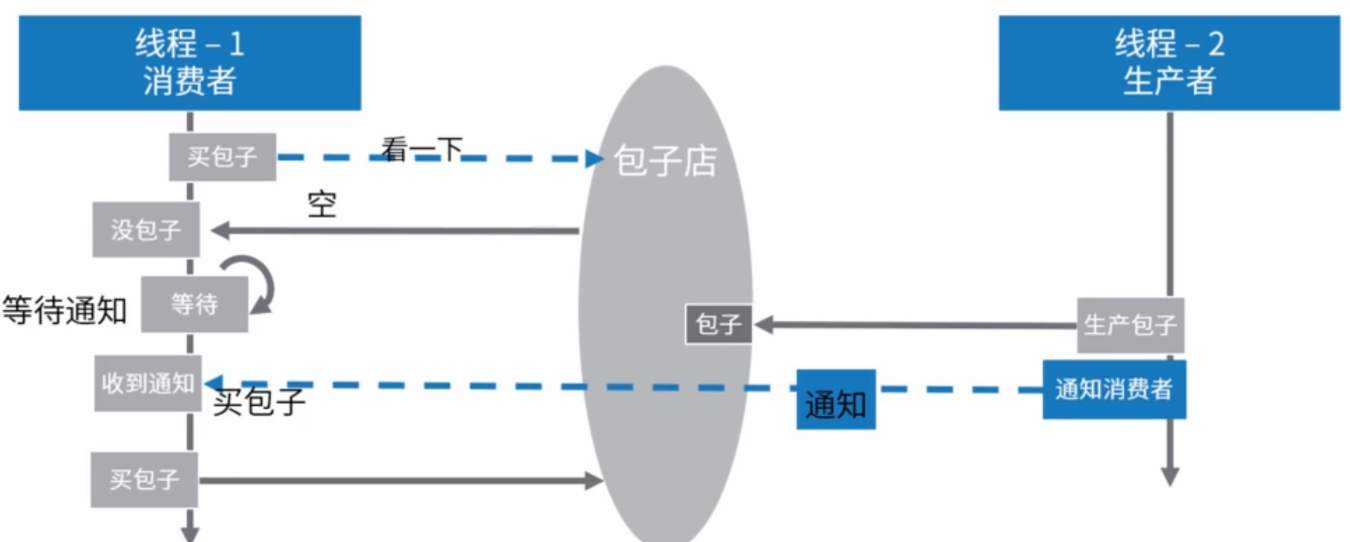 线程 – 1
消费者
线程 – 2
生产者
买包子
看一下
包子店
空
没包子
等待通知
等待
包子
生产包子
收到通知
买包子
通知
通知消费者
买包子